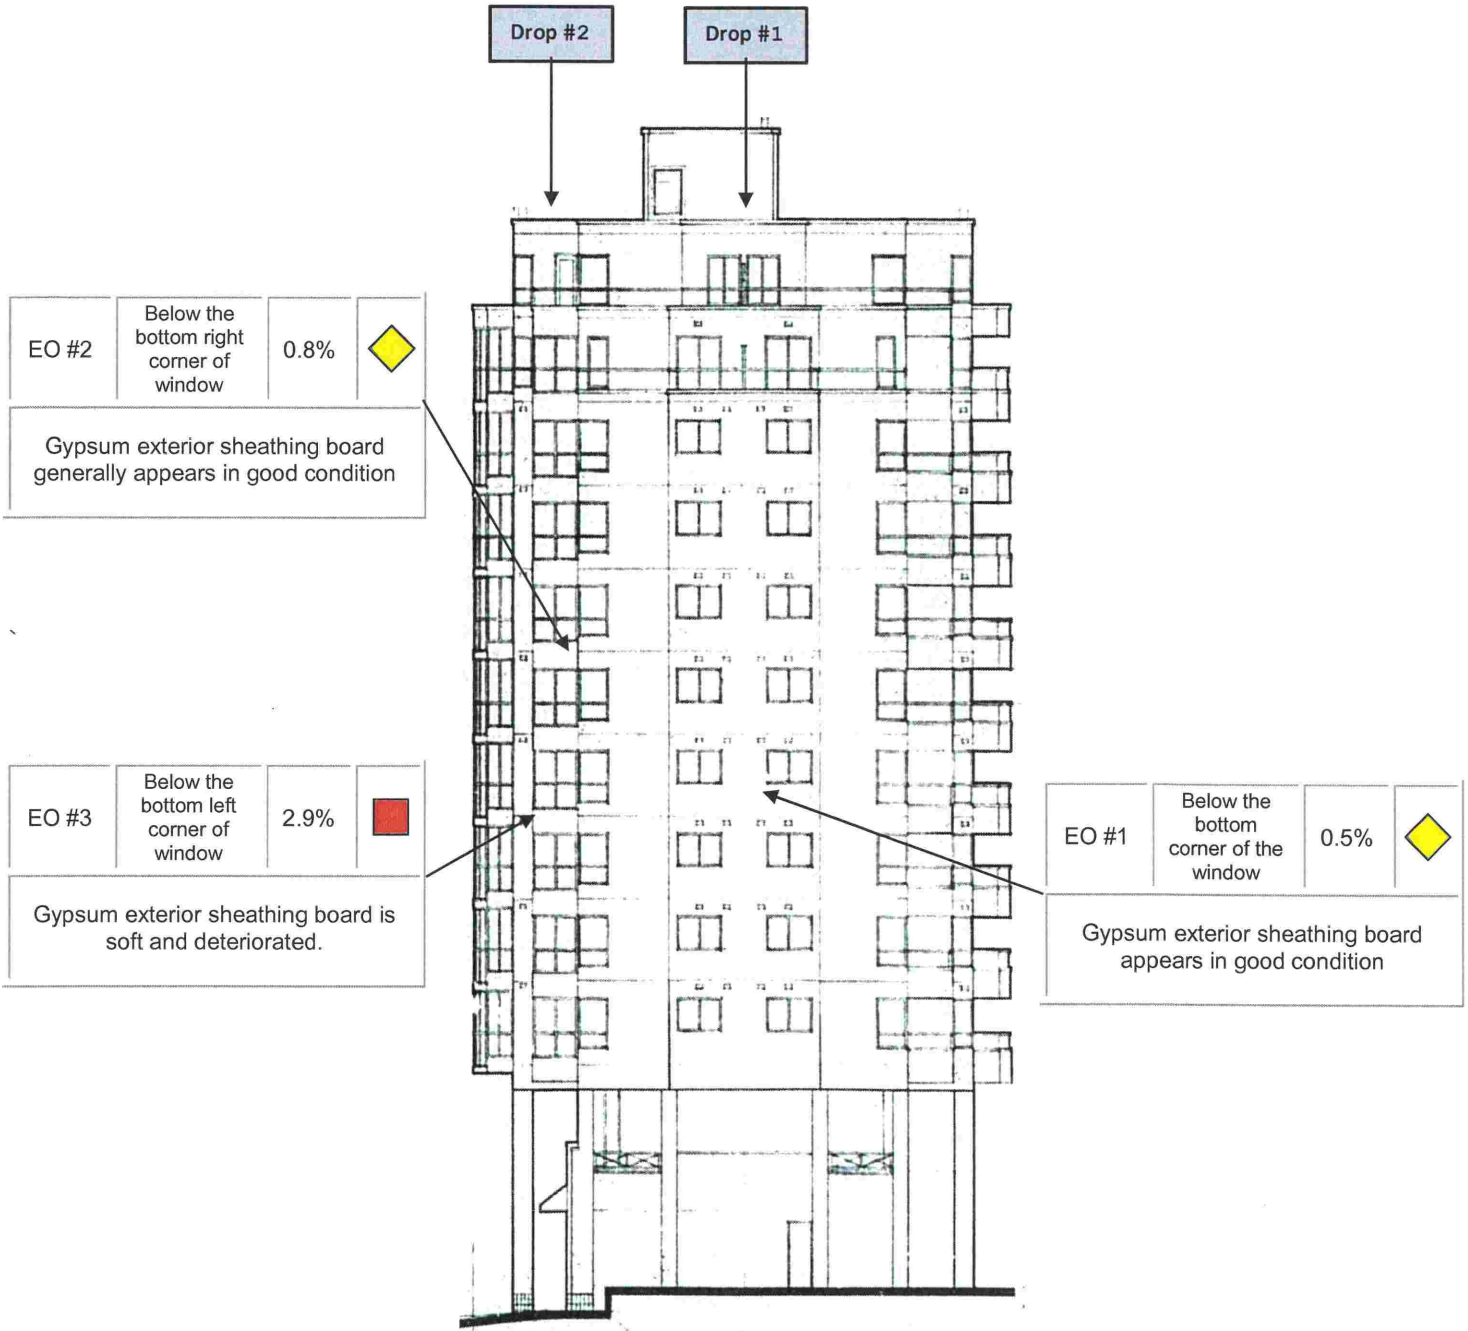 Drop #2
Drop #1
EO #2
Below the
bottom right
corner of
window
0.8%
Gypsum exterior sheathing board
generally appears in good condition
EO #3
Below the
bottom left
corner of
window
2.9%
Gypsum exterior sheathing board is
soft and deteriorated.
EO #1
Below the
bottom
corner of the
window
0.5%
Gypsum exterior sheathing board
appears in good condition